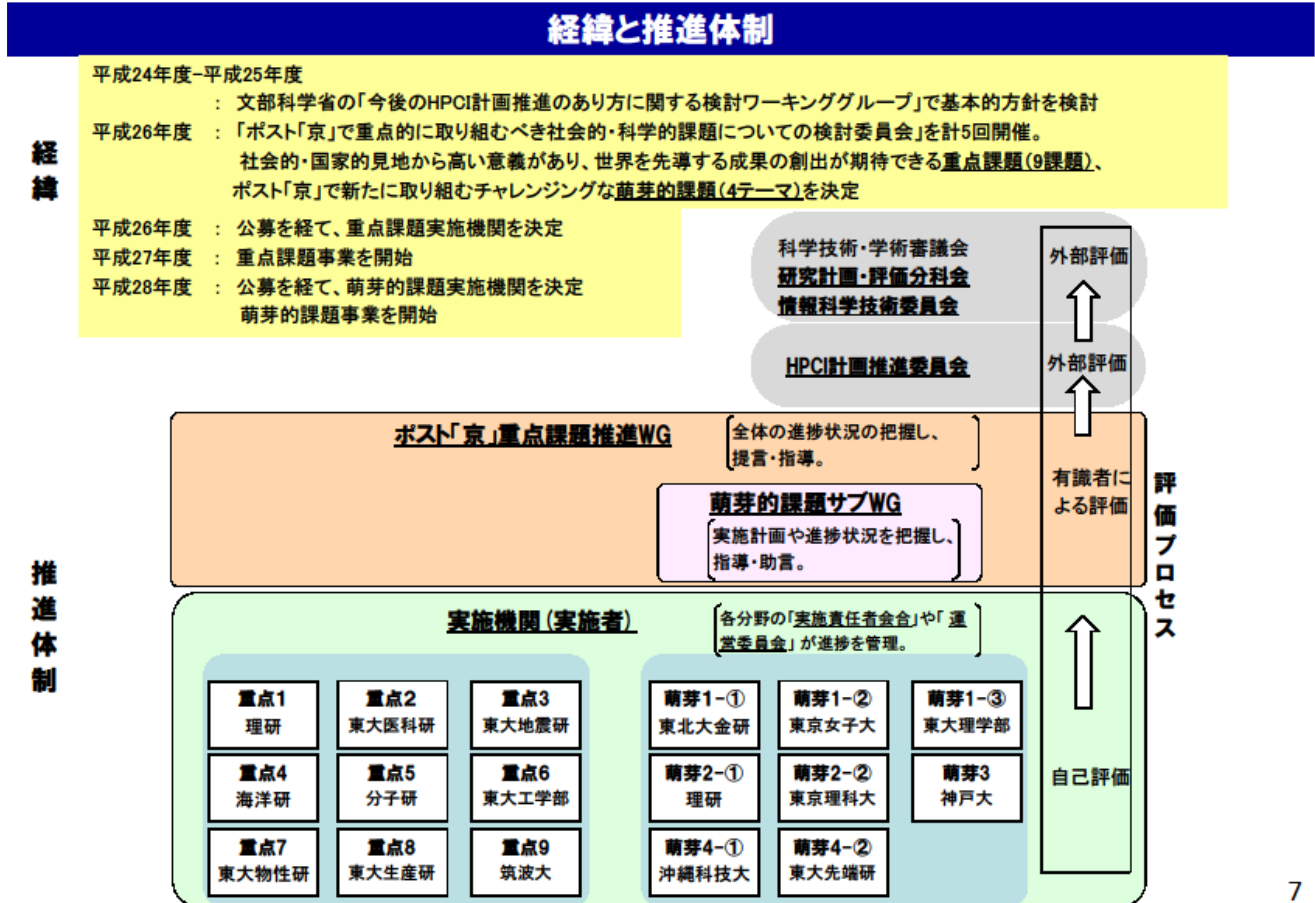 経緯と推進体制
経緯
平成24年度-平成25年度
： 文部科学省の「今後のHPCI計画推進のあり方に関する検討ワーキンググループ」で基本的方針を検討
平成26年度 ： 「ポスト「京」で重点的に取り組むべき社会的・科学的課題についての検討委員会」を計5回開催。
社会的・国家的見地から高い意義があり、世界を先導する成果の創出が期待できる重点課題(9課題)、
ポスト「京」で新たに取り組むチャレンジングな萌芽的課題(4テーマ)を決定
平成26年度 ： 公募を経て、重点課題実施機関を決定
平成27年度 ： 重点課題事業を開始
平成28年度 ： 公募を経て、萌芽的課題実施機関を決定
萌芽的課題事業を開始
科学技術・学術審議会
研究計画・評価分科会
情報科学技術委員会
外部評価
HPCI計画推進委員会
外部評価
推進体制
ポスト「京」重点課題推進WG
全体の進捗状況の把握し、
提言・指導。
萌芽的課題サブWG
実施計画や進捗状況を把握し、
指導・助言。
有識者に
よる評価
評価プロセス
実施機関(実施者)
各分野の「実施責任者会合」や「 運
営委員会」が進捗を管理。
重点1
理研
重点2
東大医科研
重点3
東大地震研
重点4
海洋研
重点5
分子研
重点6
東大工学部
重点7
東大物性研
重点8
東大生産研
重点9
筑波大
萌芽1-①
東北大金研
萌芽1-②
東京女子大
萌芽1-③
東大理学部
萌芽2-①
理研
萌芽2-②
東京理科大
萌芽3
神戸大
萌芽4-①
沖縄科技大
萌芽4-②
東大先端研
自己評価
7